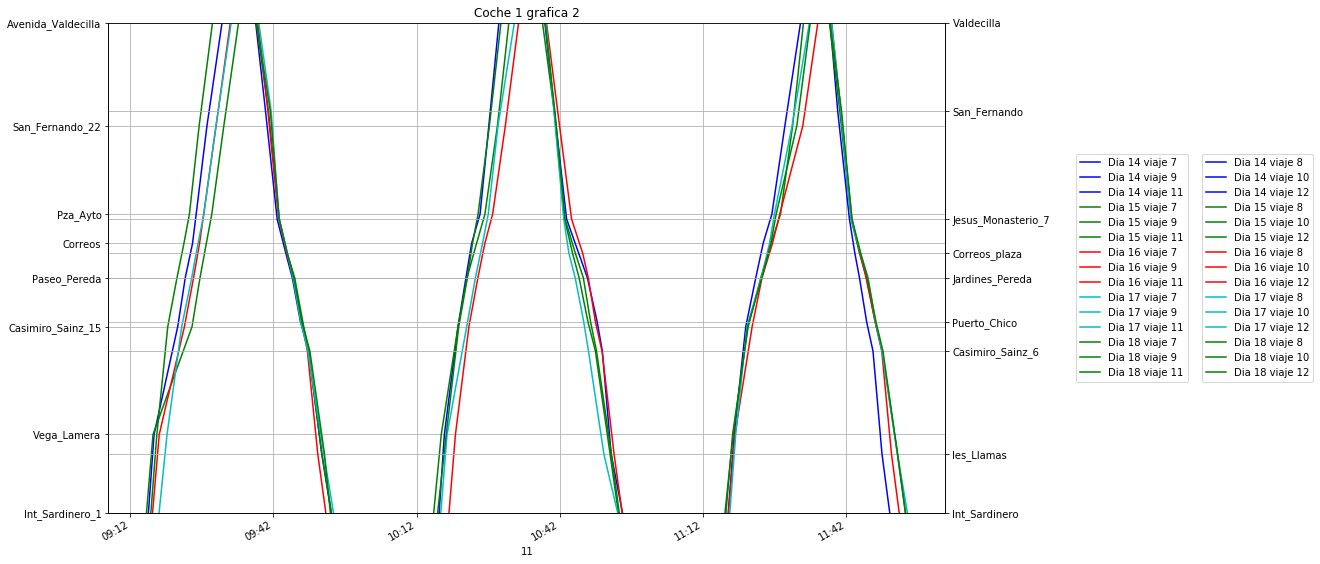 Coche 1 grafica 2
Avenida_Valdecilla
San_Fernando_22
Pza_Ayto
Correos
Paseo_Pereda
Casimiro_Sainz_15
Vega_Lamera
Int_Sardinero_1
Valdecilla
San_Fernando
Jesus_Monasterio_7
Correos_plaza
Jardines_Pereda
Puerto_Chico
Casimiro_Sainz_6
Ies_Llamas
Int_Sardinero
09:12
09:42
10:12
10:42
11:12
11:42
11
Dia 14 viaje 7
Dia 14 viaje 9
Dia 14 viaje 11
Dia 15 viaje 7
Dia 15 viaje 9
Dia 15 viaje 11
Dia 16 viaje 7
Dia 16 viaje 9
Dia 16 viaje 11
Dia 17 viaje 7
Dia 17 viaje 9
Dia 17 viaje 11
Dia 18 viaje 7
Dia 18 viaje 9
Dia 18 viaje 11
Dia 14 viaje 8
Dia 14 viaje 10
Dia 14 viaje 12
Dia 15 viaje 8
Dia 15 viaje 10
Dia 15 viaje 12
Dia 16 viaje 8
Dia 16 viaje 10
Dia 16 viaje 12
Dia 17 viaje 8
Dia 17 viaje 10
Dia 17 viaje 12
Dia 18 viaje 8
Dia 18 viaje 10
Dia 18 viaje 12